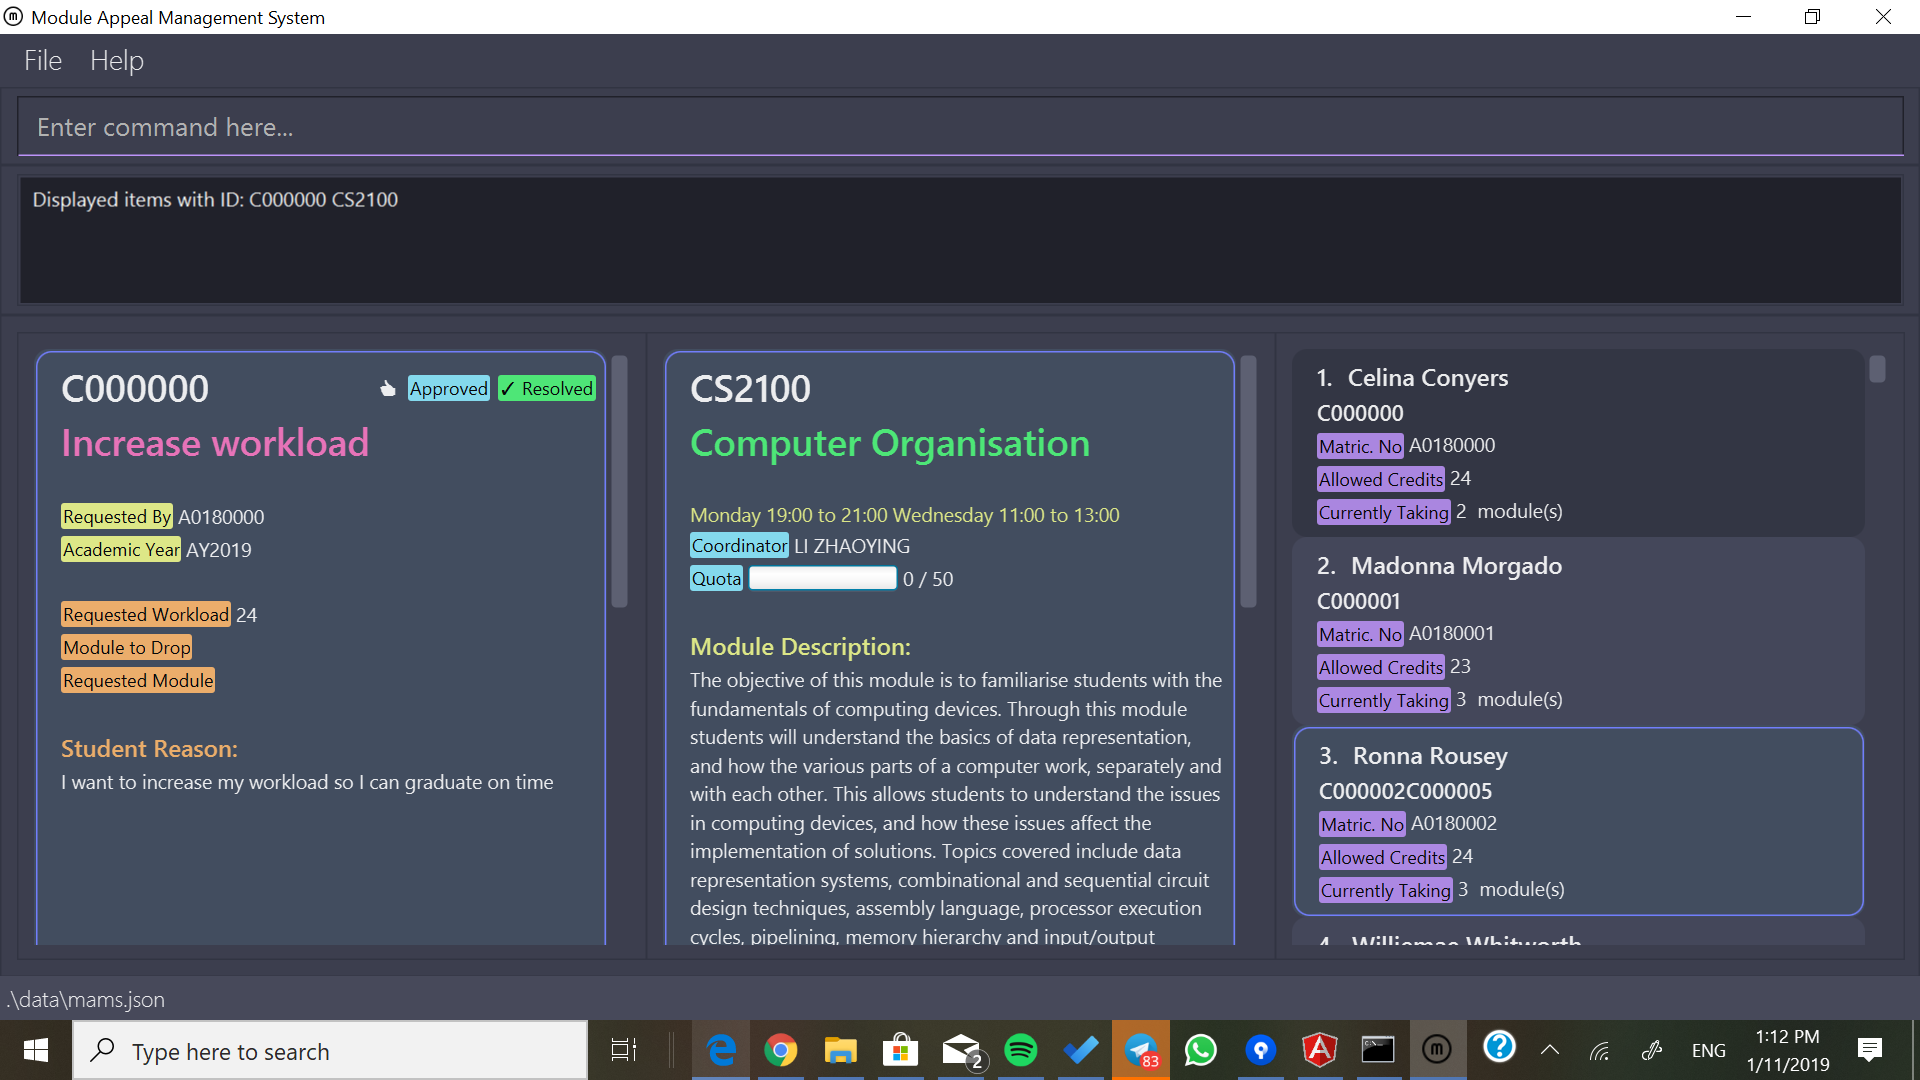 Module Appeal Management System
File Help
Enter command here...
Displayed items with ID: C000000 CS2100
C000000 Approved ✓ Resolved
Increase workload
Requested By A0180000
Academic Year AY2019
Requested Workload 24
Module to Drop
Requested Module
Student Reason:
I want to increase my workload so I can graduate on time
CS2100
Computer Organisation
Monday 19:00 to 21:00 Wednesday 11:00 to 13:00
Coordinator LI ZHAOYING
Quota 0 / 50
Module Description:
The objective of this module is to familiarise students with the
fundamentals of computing devices. Through this module
students will understand the basics of data representation,
and how the various parts of a computer work, separately and
with each other. This allows students to understand the issues
in computing devices, and how these issues affect the
implementation of solutions. Topics covered include data
representation systems, combinational and sequential circuit
design techniques, assembly language, processor execution
cycles, pipelining, memory hierarchy and input/output
1. Celina Conyers
C000000
Matric. No A0180000
Allowed Credits 24
Currently Taking 2 module(s)
2. Madonna Morgado
C000001
Matric. No A0180001
Allowed Credits 23
Currently Taking 3 module(s)
3. Ronna Rousey
C000002C000005
Matric. No A0180002
Allowed Credits 24
Currently Taking 3 module(s)
4. Williemae Whitworth
.\data\mams.json
Type here to search
2
83
ENG
1:12 PM
1/11/2019